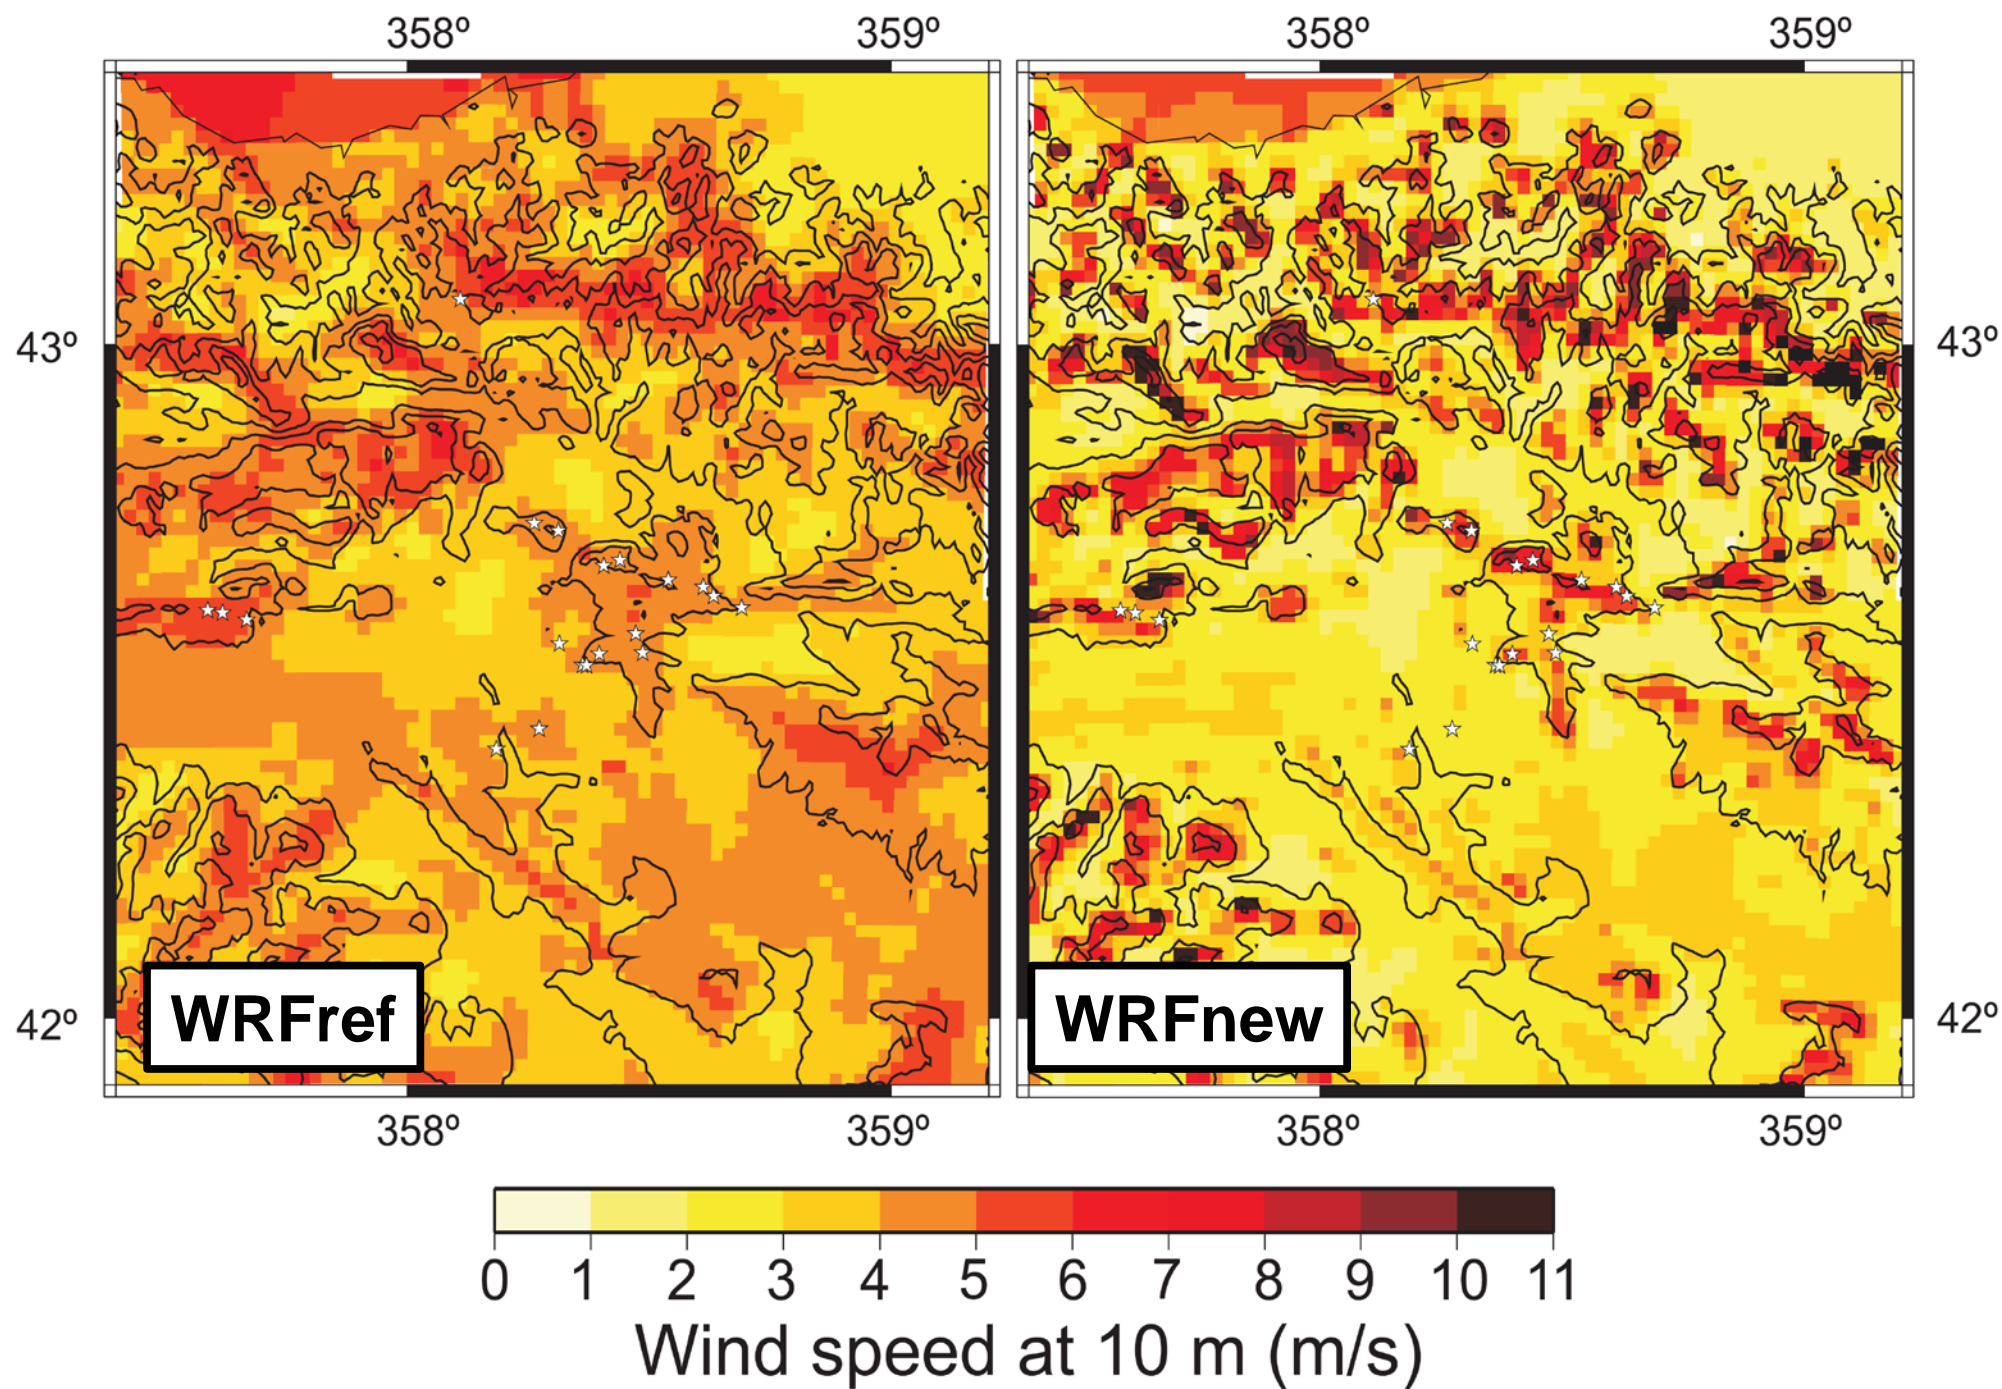 358º 359º 358º 359º
43º 43º
WRFref WRFnew
42º 42º
358º 359º 358º 359º
0 1 2 3 4 5 6 7 8 9 10 11
Wind speed at 10 m (m/s)